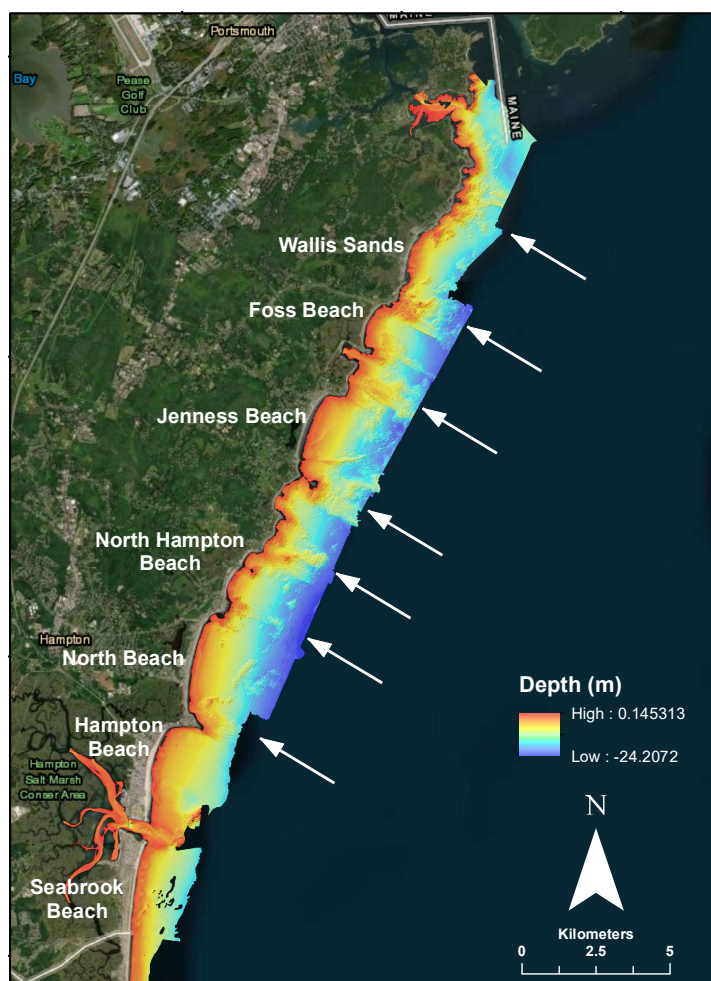 MAINE
Portsmouth
Bay
Pease
Golf
Club
MAINE
Wallis Sands
Foss Beach
Jenness Beach
North Hampton
Beach
Hampton
North Beach
Hampton
Beach
Hampton
Salt Marsh
Conser Area
Seabrook
Beach
Depth (m)
High : 0.145313
Low : -24.2072
N
Kilometers
0 2.5 5